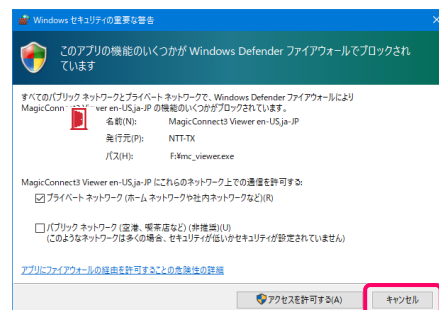 Windows セキュリティの重要な警告
このアプリの機能のいくつかが Windows Defender ファイアウォールでブロックされ
ています
すべてのパブリック ネットワークとプライベート ネットワークで、Windows Defender ファイアウォールにより
MagicConn ver en-US,ja-JP の機能のいくつかがブロックされています。
名前(N): MagicConnect3 Viewer en-US,ja-JP
発行元(P): NTT-TX
パス(H): F:¥mc_viewer.exe
MagicConnect3 Viewer en-US,ja-JP にこれらのネットワーク上での通信を許可する:
プライベート ネットワーク (ホーム ネットワークや社内ネットワークなど)(R)
パブリック ネットワーク (空港、喫茶店など) (非推奨)(U)
(このようなネットワークは多くの場合、セキュリティが低いかセキュリティが設定されていません)
アプリにファイアウォールの経由を許可することの危険性の詳細
アクセスを許可する(A) キャンセル